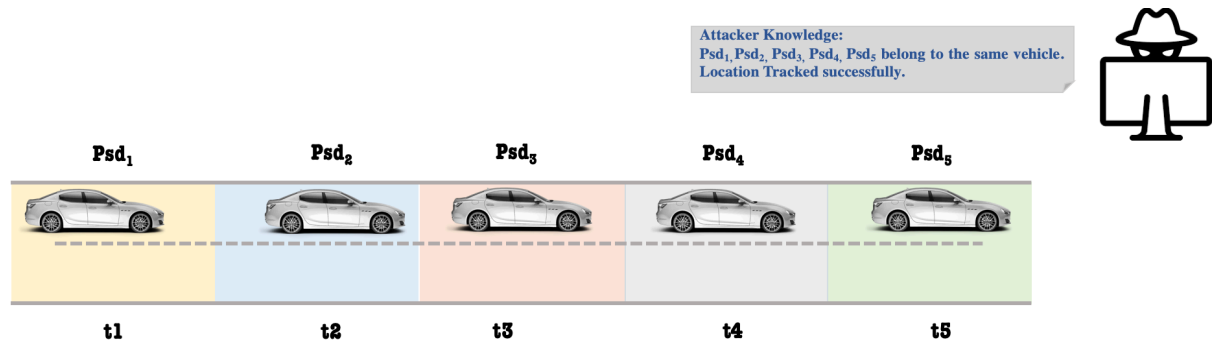 Attacker Knowledge:
Psd₁, Psd₂, Psd₃, Psd₄, Psd₅ belong to the same vehicle.
Location Tracked successfully.
Psd₁ Psd₂ Psd₃ Psd₄ Psd₅
t1 t2 t3 t4 t5